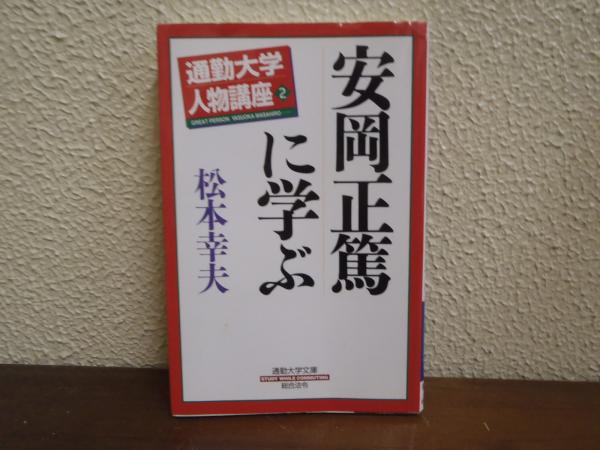 通勤大学
人物講座2
GREAT PERSON YASUOKA MASAHIRO
安岡正篤
に学ぶ
松本幸夫
通勤大学文庫
STUDY WHILE COMMUTING
総合法令